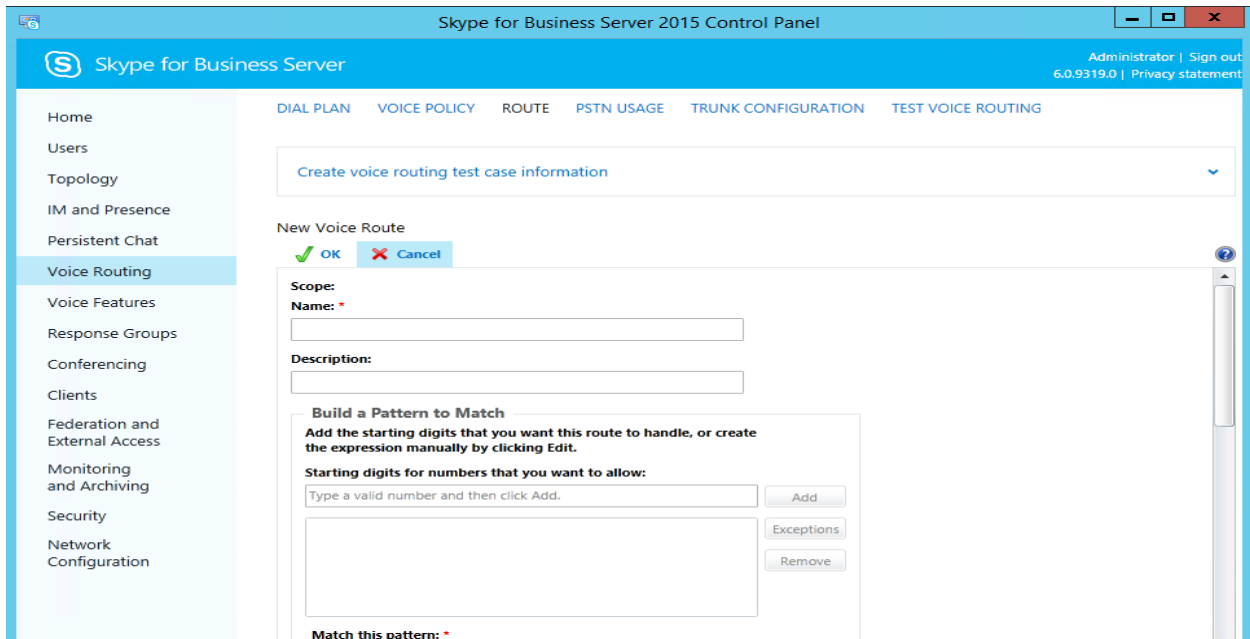 Skype for Business Server 2015 Control Panel
Skype for Business Server
Administrator | Sign out
6.0.9319.0 | Privacy statement
Home
Users
Topology
IM and Presence
Persistent Chat
Voice Routing
Voice Features
Response Groups
Conferencing
Clients
Federation and
External Access
Monitoring
and Archiving
Security
Network
Configuration
DIAL PLAN VOICE POLICY ROUTE PSTN USAGE TRUNK CONFIGURATION TEST VOICE ROUTING
Create voice routing test case information
New Voice Route
OK Cancel
Scope:
Name: *
Description:
Build a Pattern to Match
Add the starting digits that you want this route to handle, or create
the expression manually by clicking Edit.
Starting digits for numbers that you want to allow:
Type a valid number and then click Add.
Add
Exceptions
Remove
Match this pattern: *